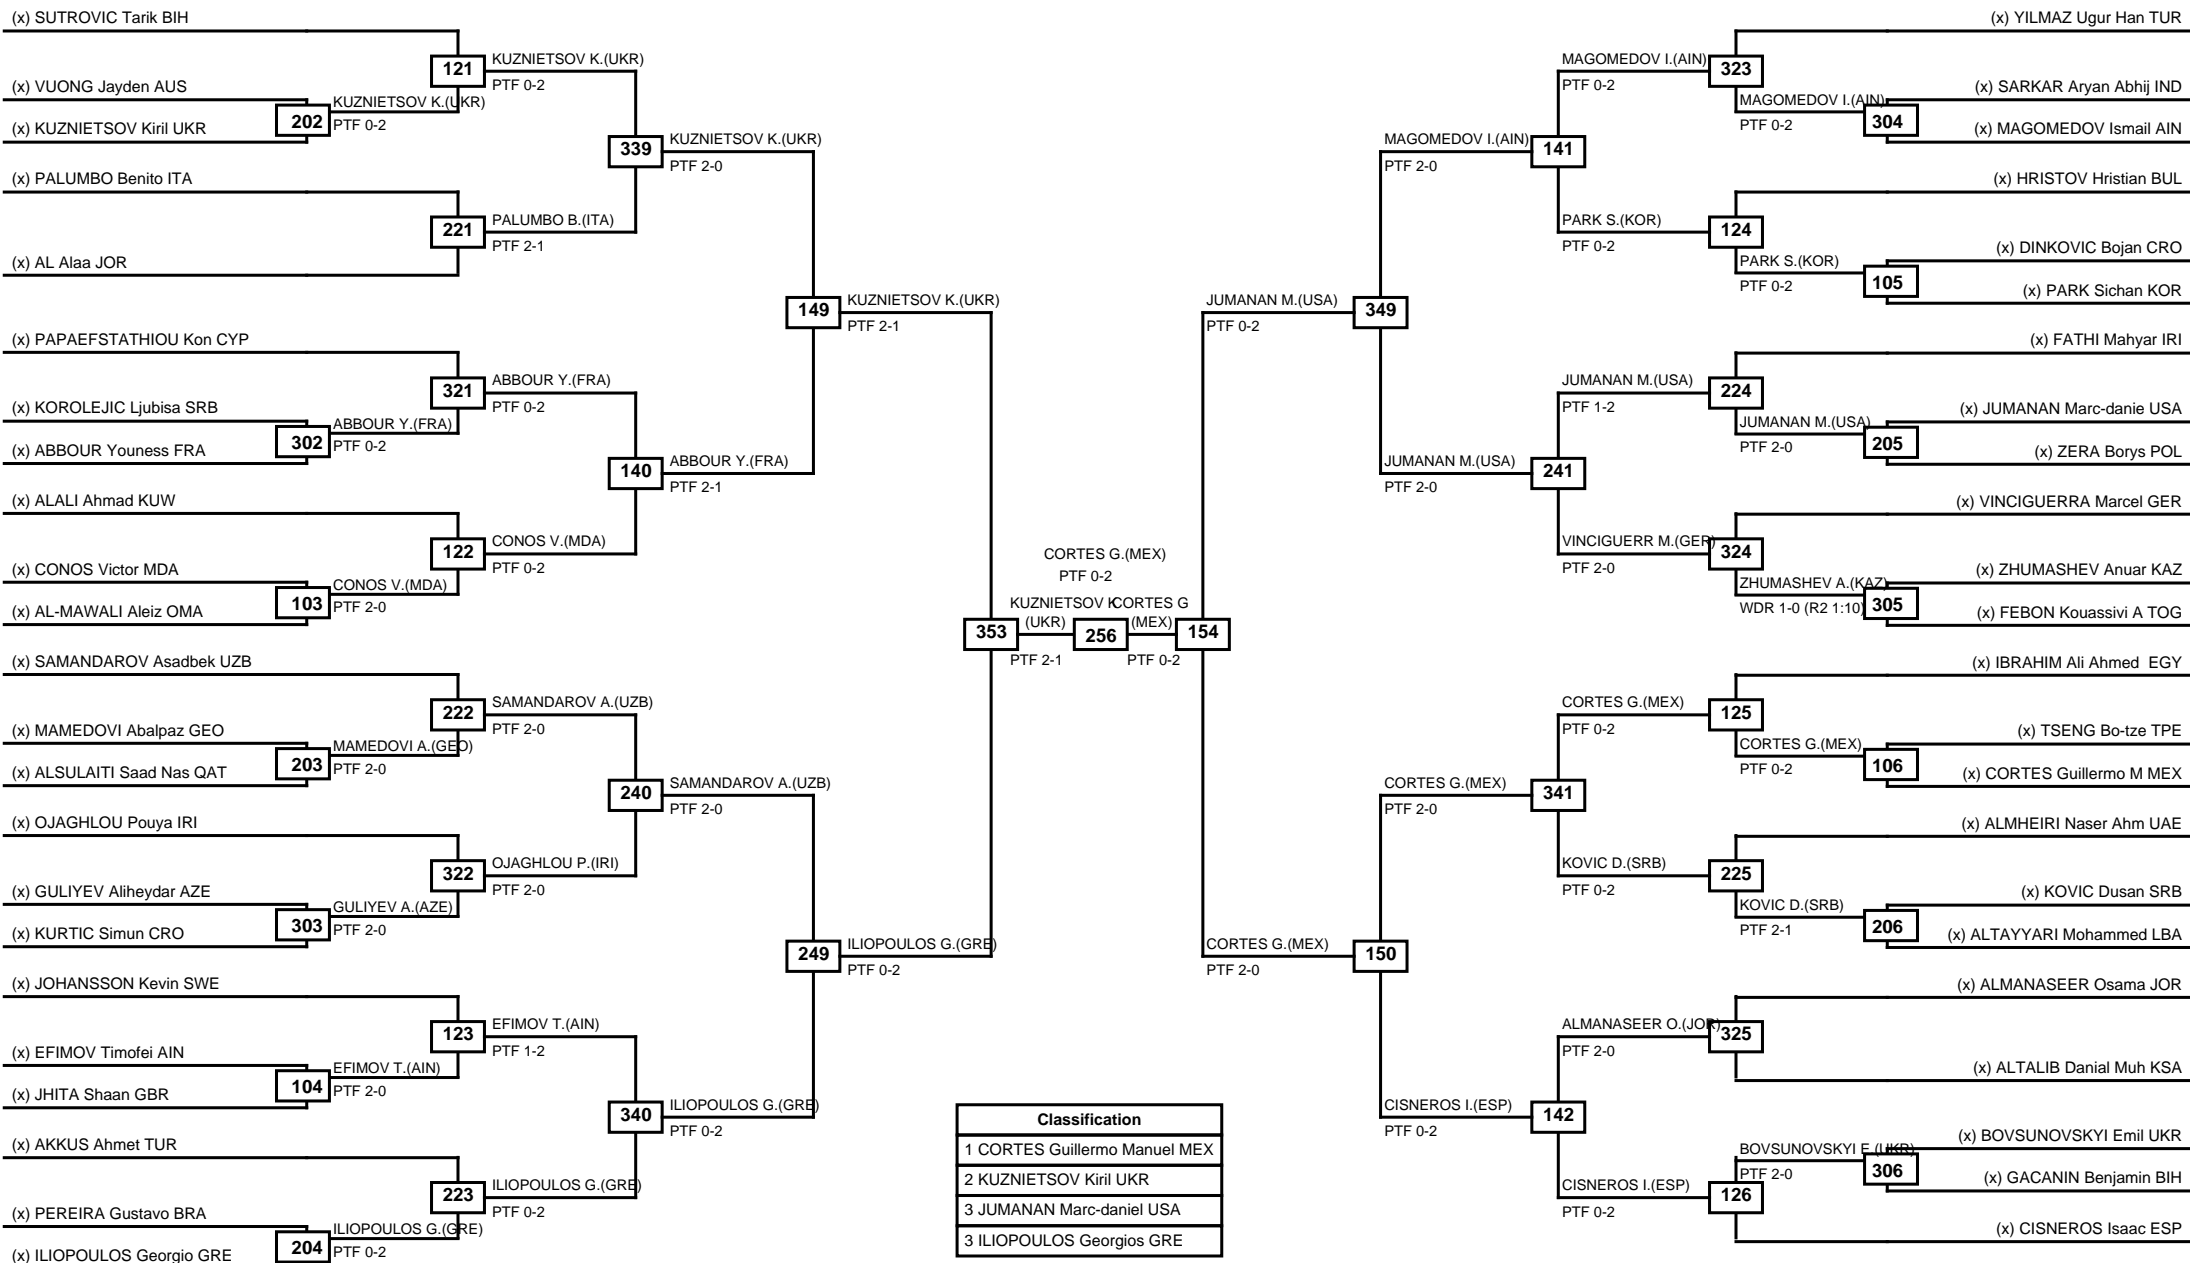 (x) SUTROVIC Tarik BIH
121
KUZNIETSOV K.(UKR)
PTF 0-2
(x) VUONG Jayden AUS
202
KUZNIETSOV K.(UKR)
PTF 0-2
(x) KUZNIETSOV Kiril UKR
339
KUZNIETSOV K.(UKR)
PTF 2-0
(x) PALUMBO Benito ITA
221
PALUMBO B.(ITA)
PTF 2-1
(x) AL Alaa JOR
149
KUZNIETSOV K.(UKR)
PTF 2-1
(x) PAPAEFSTATHIOU Kon CYP
321
ABBOUR Y.(FRA)
PTF 0-2
(x) KOROLEJIC Ljubisa SRB
302
ABBOUR Y.(FRA)
PTF 0-2
(x) ABBOUR Youness FRA
140
ABBOUR Y.(FRA)
PTF 2-1
(x) ALALI Ahmad KUW
122
CONOS V.(MDA)
PTF 0-2
(x) CONOS Victor MDA
103
CONOS V.(MDA)
PTF 2-0
(x) AL-MAWALI Aleiz OMA
(x) SAMANDAROV Asadbek UZB
222
SAMANDAROV A.(UZB)
PTF 2-0
(x) MAMEDOVI Abalpaz GEO
203
MAMEDOVI A.(GEO)
PTF 2-0
(x) ALSULAITI Saad Nas QAT
240
SAMANDAROV A.(UZB)
PTF 2-0
(x) OJAGHLOU Pouya IRI
322
OJAGHLOU P.(IRI)
PTF 2-0
(x) GULIYEV Aliheydar AZE
303
GULIYEV A.(AZE)
PTF 2-0
(x) KURTIC Simun CRO
249
ILIOPOULOS G.(GRE)
PTF 0-2
(x) JOHANSSON Kevin SWE
123
EFIMOV T.(AIN)
PTF 1-2
(x) EFIMOV Timofei AIN
104
EFIMOV T.(AIN)
PTF 2-0
(x) JHITA Shaan GBR
340
ILIOPOULOS G.(GRE)
PTF 0-2
(x) AKKUS Ahmet TUR
223
ILIOPOULOS G.(GRE)
PTF 0-2
(x) PEREIRA Gustavo BRA
204
ILIOPOULOS G.(GRE)
PTF 0-2
(x) ILIOPOULOS Georgio GRE
CORTES G.(MEX)
PTF 0-2
353
KUZNIETSOV K
(UKR)
PTF 2-1
256
CORTES G
(MEX)
PTF 0-2
154
(x) YILMAZ Ugur Han TUR
MAGOMEDOV I.(AIN)
PTF 0-2
323
(x) SARKAR Aryan Abhij IND
MAGOMEDOV I.(AIN)
PTF 0-2
304
(x) MAGOMEDOV Ismail AIN
MAGOMEDOV I.(AIN)
PTF 2-0
141
(x) HRISTOV Hristian BUL
PARK S.(KOR)
PTF 0-2
124
(x) DINKOVIC Bojan CRO
PARK S.(KOR)
PTF 0-2
105
(x) PARK Sichan KOR
JUMANAN M.(USA)
PTF 0-2
349
(x) FATHI Mahyar IRI
JUMANAN M.(USA)
PTF 1-2
224
(x) JUMANAN Marc-danie USA
JUMANAN M.(USA)
PTF 2-0
205
(x) ZERA Borys POL
JUMANAN M.(USA)
PTF 2-0
241
(x) VINCIGUERRA Marcel GER
VINCIGUERR M.(GER)
PTF 2-0
324
(x) ZHUMASHEV Anuar KAZ
ZHUMASHEV A.(KAZ)
WDR 1-0 (R2 1:10)
305
(x) FEBON Kouassivi A TOG
(x) IBRAHIM Ali Ahmed EGY
CORTES G.(MEX)
PTF 0-2
125
(x) TSENG Bo-tze TPE
CORTES G.(MEX)
PTF 0-2
106
(x) CORTES Guillermo M MEX
CORTES G.(MEX)
PTF 2-0
341
(x) ALMHEIRI Naser Ahm UAE
KOVIC D.(SRB)
PTF 0-2
225
(x) KOVIC Dusan SRB
KOVIC D.(SRB)
PTF 2-1
206
(x) ALTAYYARI Mohammed LBA
CORTES G.(MEX)
PTF 2-0
150
(x) ALMANASEER Osama JOR
ALMANASEER O.(JOR)
PTF 2-0
325
(x) ALTALIB Danial Muh KSA
CISNEROS I.(ESP)
PTF 0-2
142
(x) BOVSUNOVSKYI Emil UKR
BOVSUNOVSKYI E.(UKR)
PTF 2-0
306
(x) GACANIN Benjamin BIH
CISNEROS I.(ESP)
PTF 0-2
126
(x) CISNEROS Isaac ESP
Classification
1 CORTES Guillermo Manuel MEX
2 KUZNIETSOV Kiril UKR
3 JUMANAN Marc-daniel USA
3 ILIOPOULOS Georgios GRE